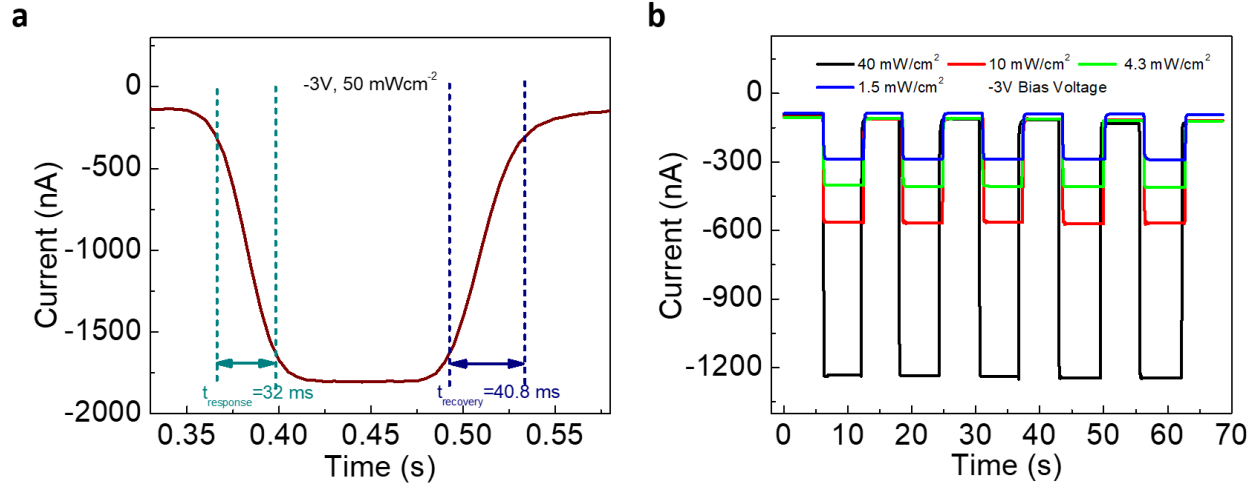 a
-3V, 50 mWcm-2
0
-500
-1000
-1500
-2000
Current (nA)
tresponse=32 ms
trecovery=40.8 ms
0.35
0.40
0.45
0.50
0.55
Time (s)
b
40 mW/cm2
10 mW/cm2
4.3 mW/cm2
1.5 mW/cm2
-3V Bias Voltage
0
-300
-600
-900
-1200
Current (nA)
0
10
20
30
40
50
60
70
Time (s)